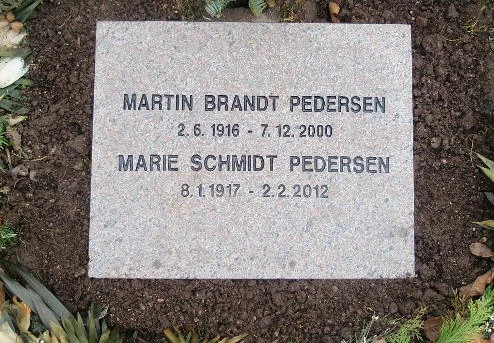 MARTIN BRANDT PEDERSEN
2.6.1916 - 7.12.2000
MARIE SCHMIDT PEDERSEN
8.1.1917 - 2.2.2012